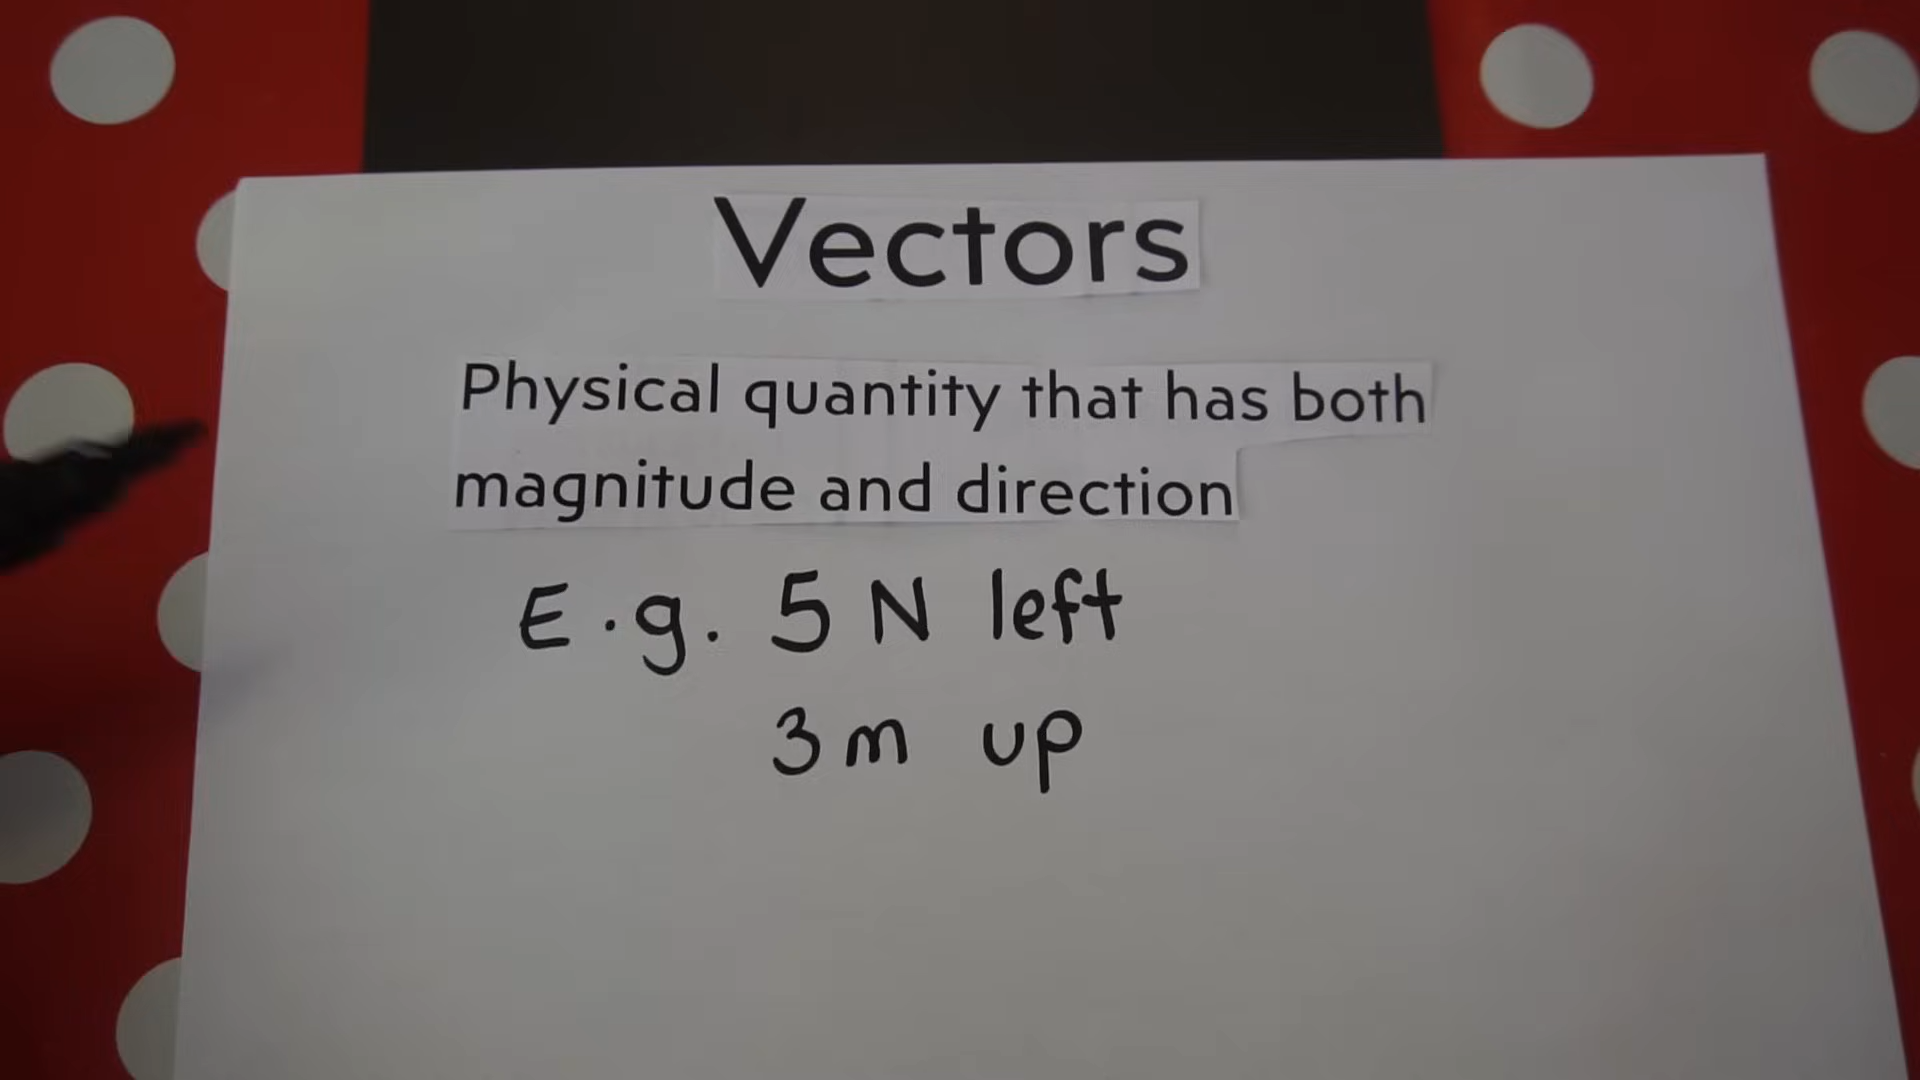 Vectors
Physical quantity that has both
magnitude and direction
E.g. 5 N left
3 m up